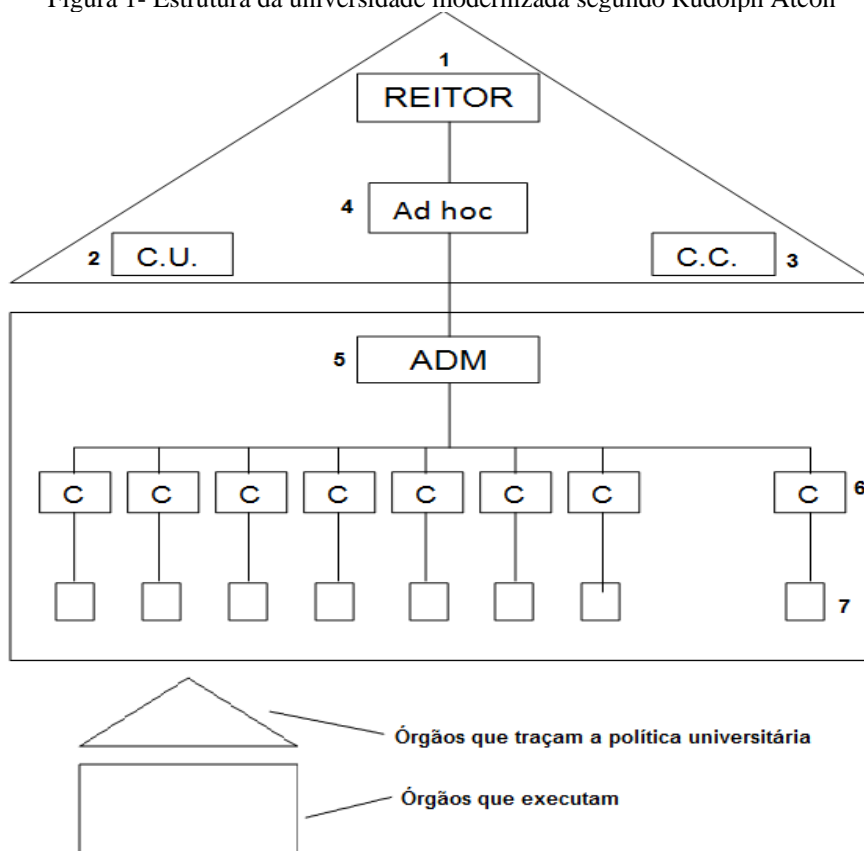 Figura 1- Estrutura da universidade modernizada segundo Rudolph Atcon
1
REITOR
4 Ad hoc
2 C.U. C.C. 3
5 ADM
C C C C C C C C 6
7
Órgãos que traçam a política universitária
Órgãos que executam